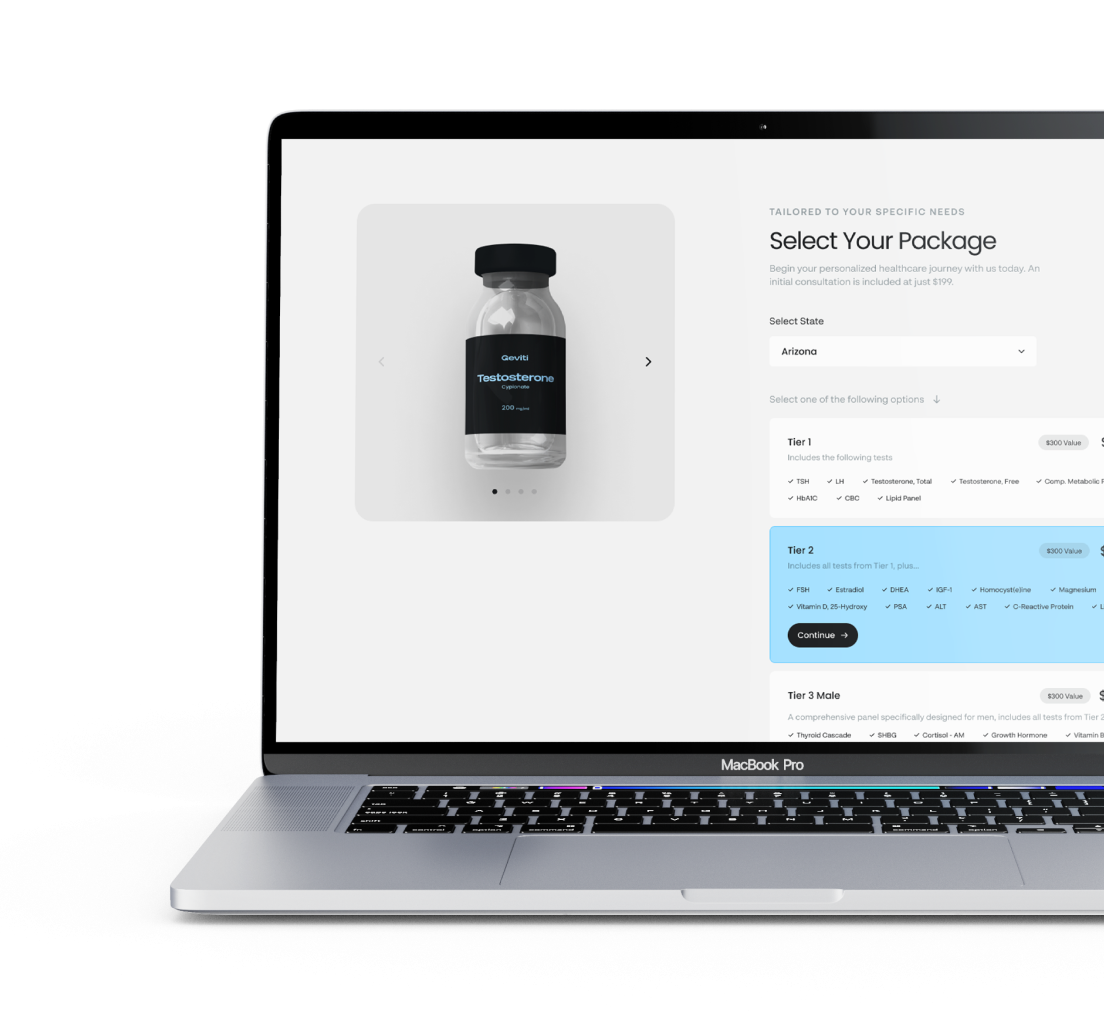 Geviti
Testosterone
Cypionate
200 mg/ml
TAILORED TO YOUR SPECIFIC NEEDS
Select Your Package
Begin your personalized healthcare journey with us today. An
initial consultation is included at just $199.
Select State
Arizona
Select one of the following options
Tier 1
$300 Value
$
Includes the following tests
TSH LH Testosterone, Total Testosterone, Free Comp. Metabolic P
HbA1C CBC Lipid Panel
Tier 2
$300 Value
$
Includes all tests from Tier 1, plus...
FSH Estradiol DHEA IGF-1 Homocyst(e)ine Magnesium
Vitamin D, 25-Hydroxy PSA ALT AST C-Reactive Protein L
Continue
Tier 3 Male
$300 Value
$
A comprehensive panel specifically designed for men, includes all tests from Tier 2
Thyroid Cascade SHBG Cortisol - AM Growth Hormone Vitamin B
MacBook Pro
shift
fn control option command command option